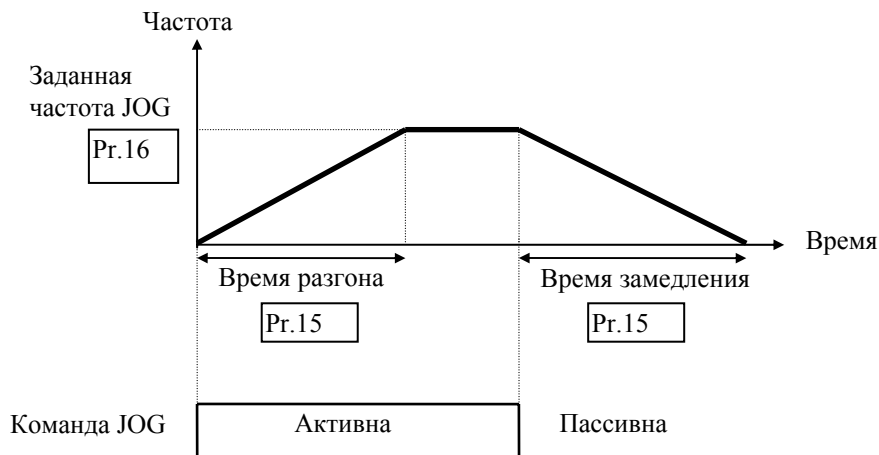 Частота
Заданная
частота JOG
Pr.16
Время
Время разгона
Время замедления
Pr.15
Pr.15
Команда JOG
Активна
Пассивна